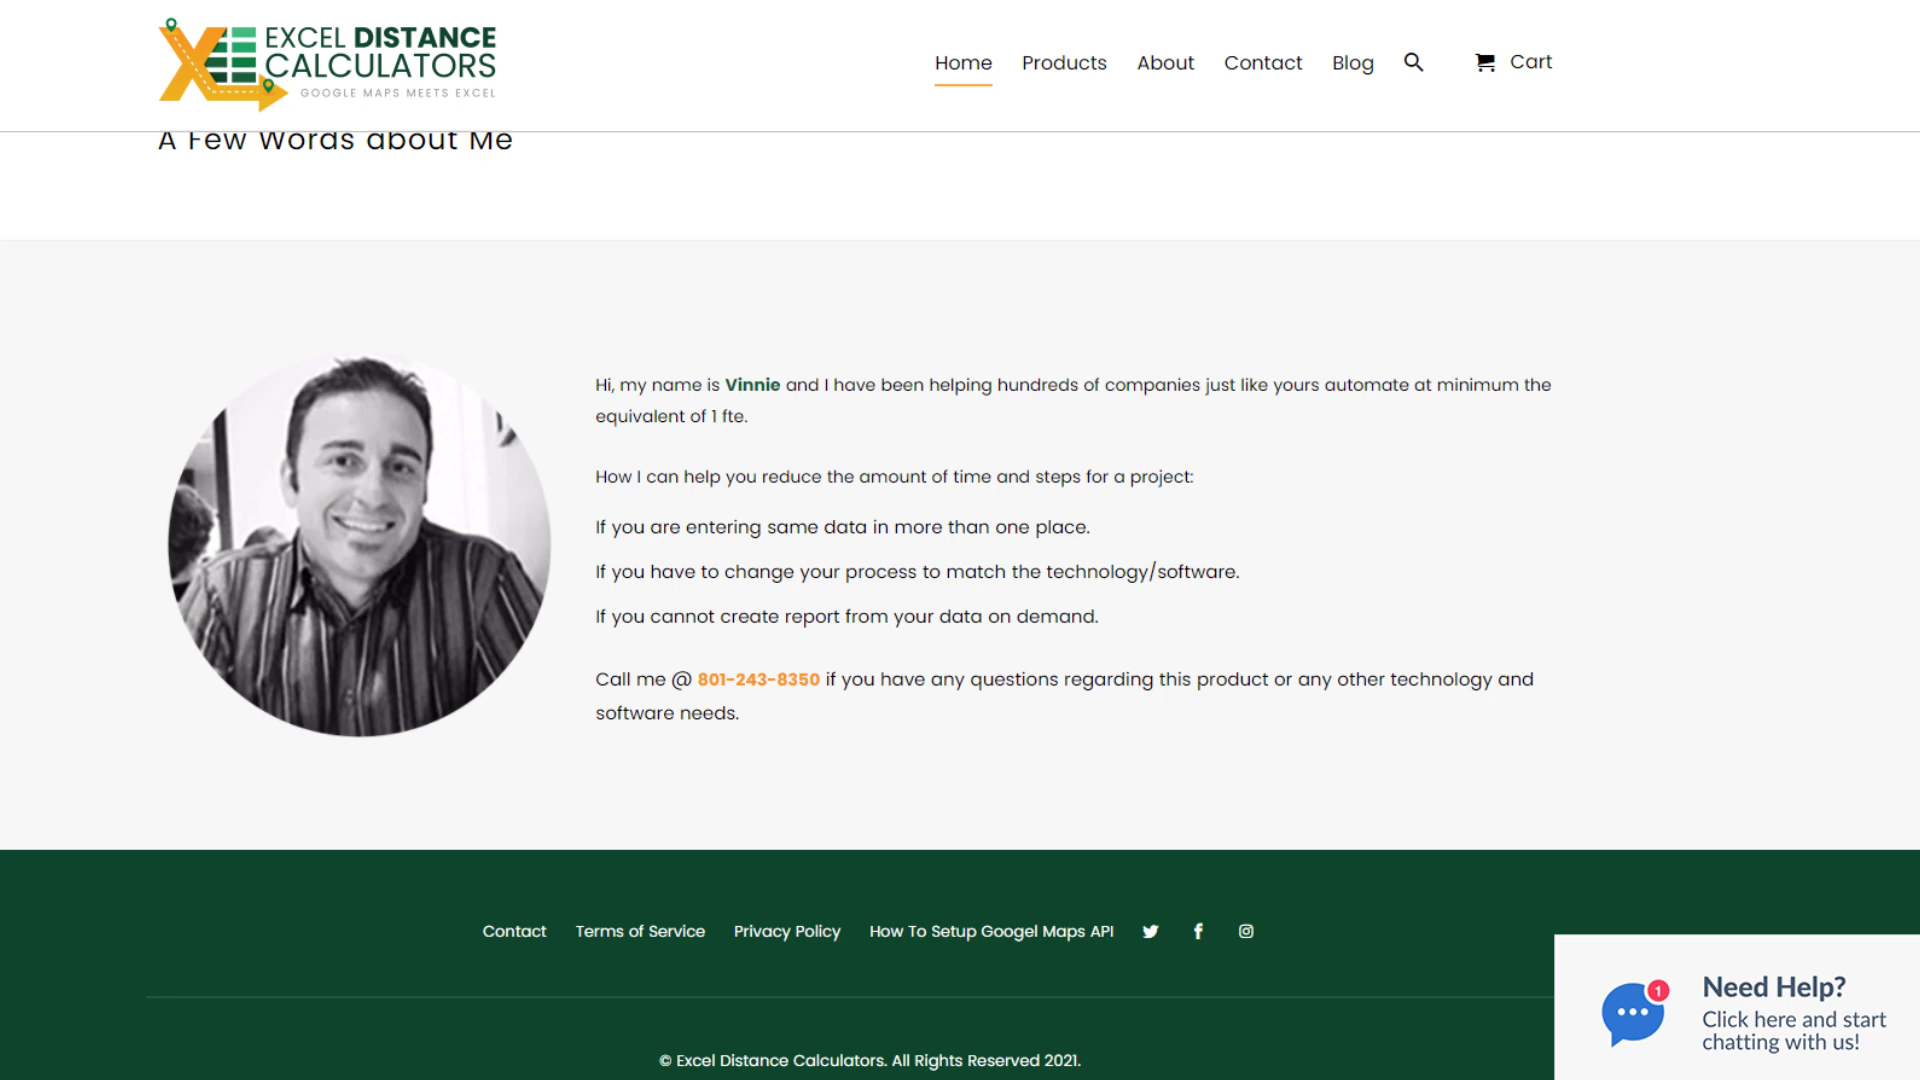 EXCEL DISTANCE
CALCULATORS
GOOGLE MAPS MEETS EXCEL
Home Products About Contact Blog Cart
A Few Words about Me
Hi, my name is Vinnie and I have been helping hundreds of companies just like yours automate at minimum the
equivalent of 1 fte.
How I can help you reduce the amount of time and steps for a project:
If you are entering same data in more than one place.
If you have to change your process to match the technology/software.
If you cannot create report from your data on demand.
Call me @ 801-243-8350 if you have any questions regarding this product or any other technology and
software needs.
Contact Terms of Service Privacy Policy How To Setup Googel Maps API
1
Need Help?
Click here and start
chatting with us!
© Excel Distance Calculators. All Rights Reserved 2021.